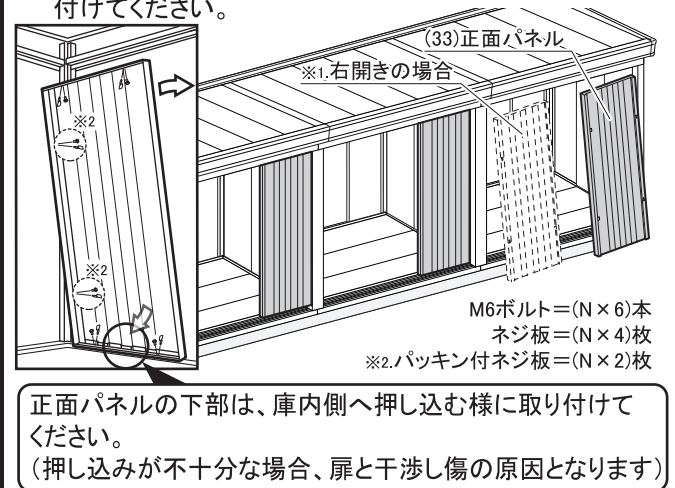 付けてください。
(33)正面パネル
※1.右開きの場合
※2
※2
M6ボルト＝(N×6)本
ネジ板＝(N×4)枚
※2.パッキン付ネジ板＝(N×2)枚
正面パネルの下部は、庫内側へ押し込む様に取り付けて
ください。
(押し込みが不十分な場合、扉と干渉し傷の原因となります)